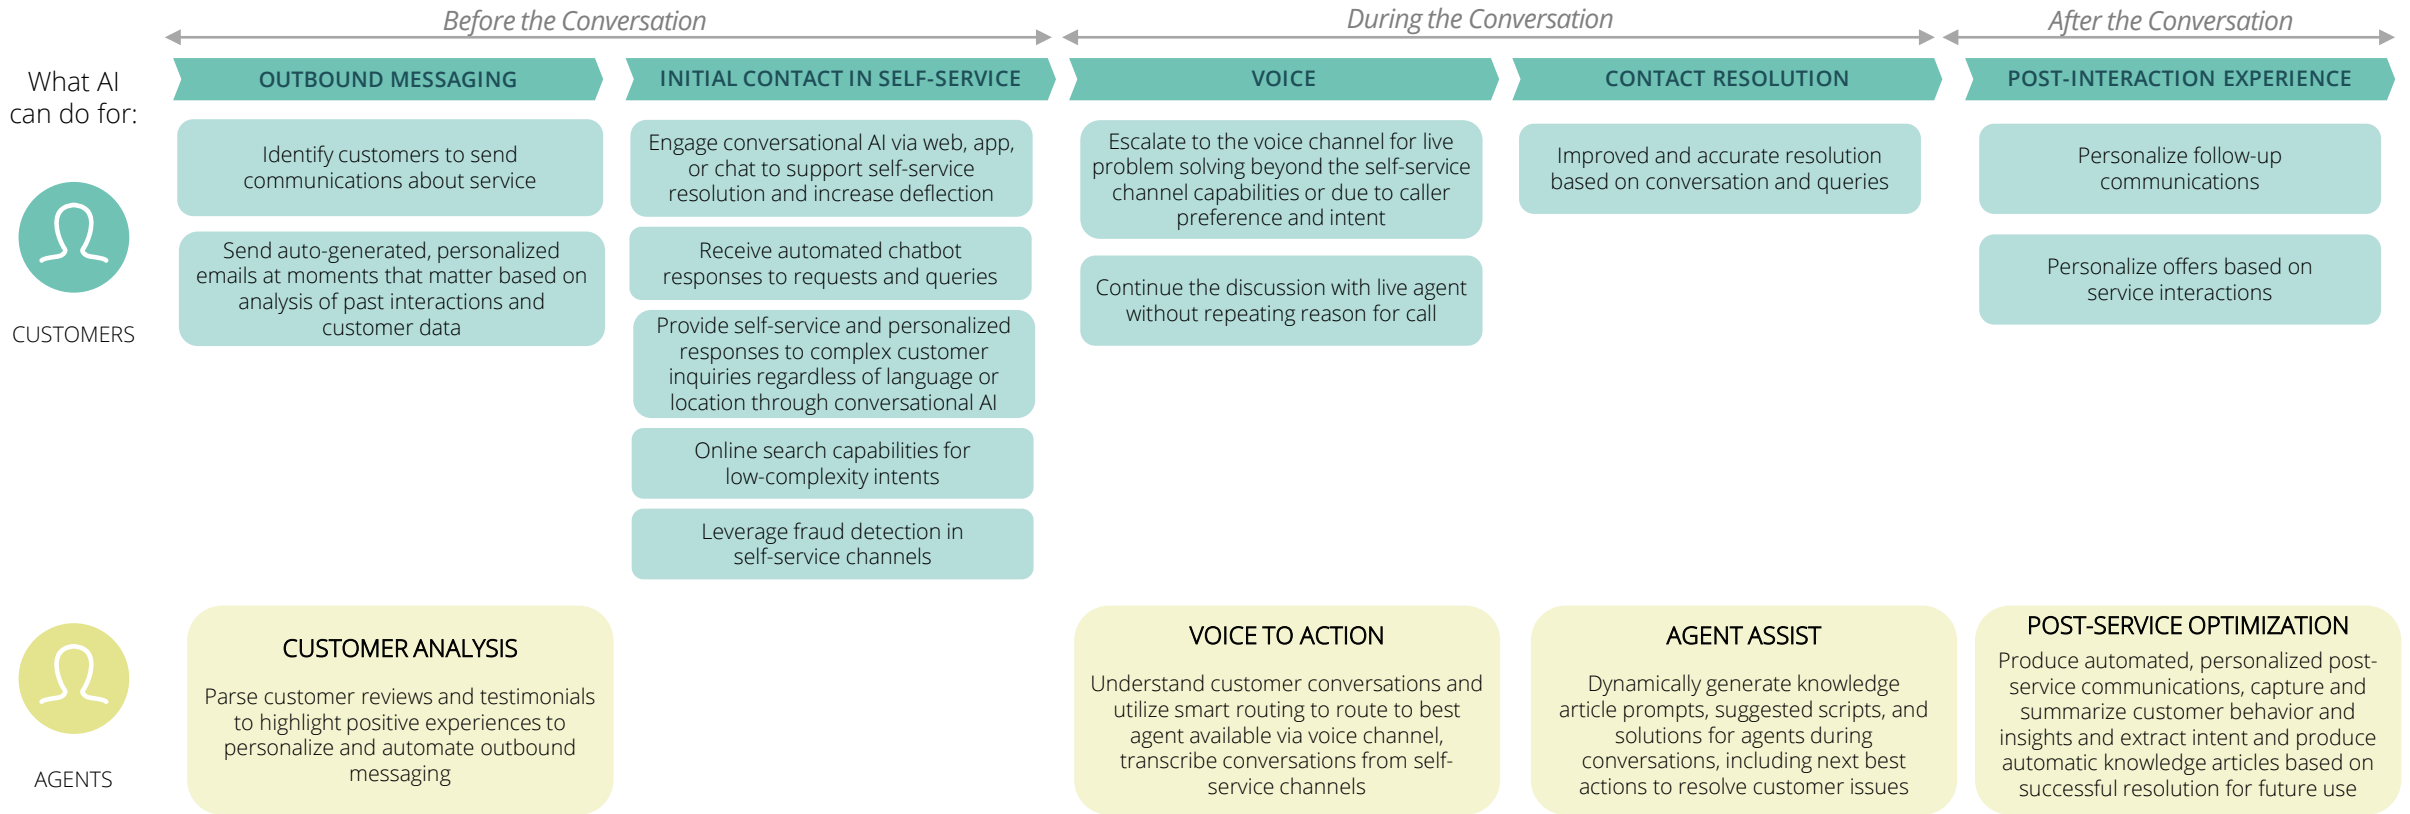 Before the Conversation
During the Conversation
After the Conversation
What AI
can do for:
OUTBOUND MESSAGING
INITIAL CONTACT IN SELF-SERVICE
VOICE
CONTACT RESOLUTION
POST-INTERACTION EXPERIENCE
CUSTOMERS
Identify customers to send
communications about service
Send auto-generated, personalized
emails at moments that matter based on
analysis of past interactions and
customer data
Engage conversational AI via web, app,
or chat to support self-service
resolution and increase deflection
Receive automated chatbot
responses to requests and queries
Provide self-service and personalized
responses to complex customer
inquiries regardless of language or
location through conversational AI
Online search capabilities for
low-complexity intents
Leverage fraud detection in
self-service channels
Escalate to the voice channel for live
problem solving beyond the self-service
channel capabilities or due to caller
preference and intent
Continue the discussion with live agent
without repeating reason for call
Improved and accurate resolution
based on conversation and queries
Personalize follow-up
communications
Personalize offers based on
service interactions
AGENTS
CUSTOMER ANALYSIS
Parse customer reviews and testimonials
to highlight positive experiences to
personalize and automate outbound
messaging
VOICE TO ACTION
Understand customer conversations and
utilize smart routing to route to best
agent available via voice channel,
transcribe conversations from self-
service channels
AGENT ASSIST
Dynamically generate knowledge
article prompts, suggested scripts, and
solutions for agents during
conversations, including next best
actions to resolve customer issues
POST-SERVICE OPTIMIZATION
Produce automated, personalized post-
service communications, capture and
summarize customer behavior and
insights and extract intent and produce
automatic knowledge articles based on
successful resolution for future use